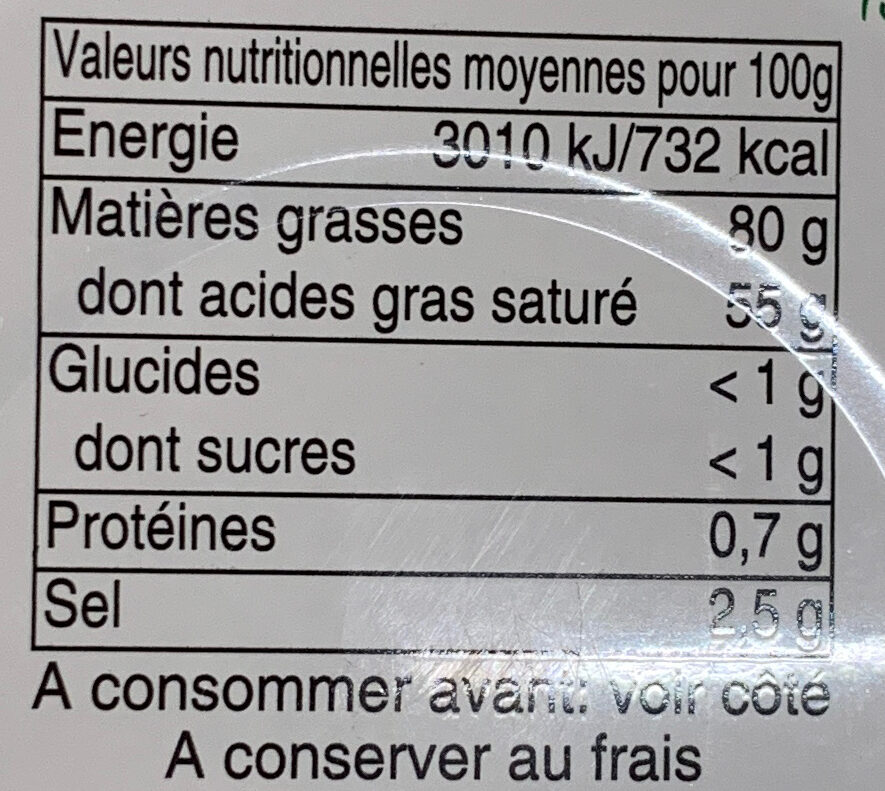 Valeurs nutritionnelles moyennes pour 100g
Energie 3010 kJ/732 kcal
Matières grasses 80 g
dont acides gras saturé 55 g
Glucides < 1 g
dont sucres < 1 g
Protéines 0,7 g
Sel 2,5 g
A consommer avant: voir côté
A conserver au frais